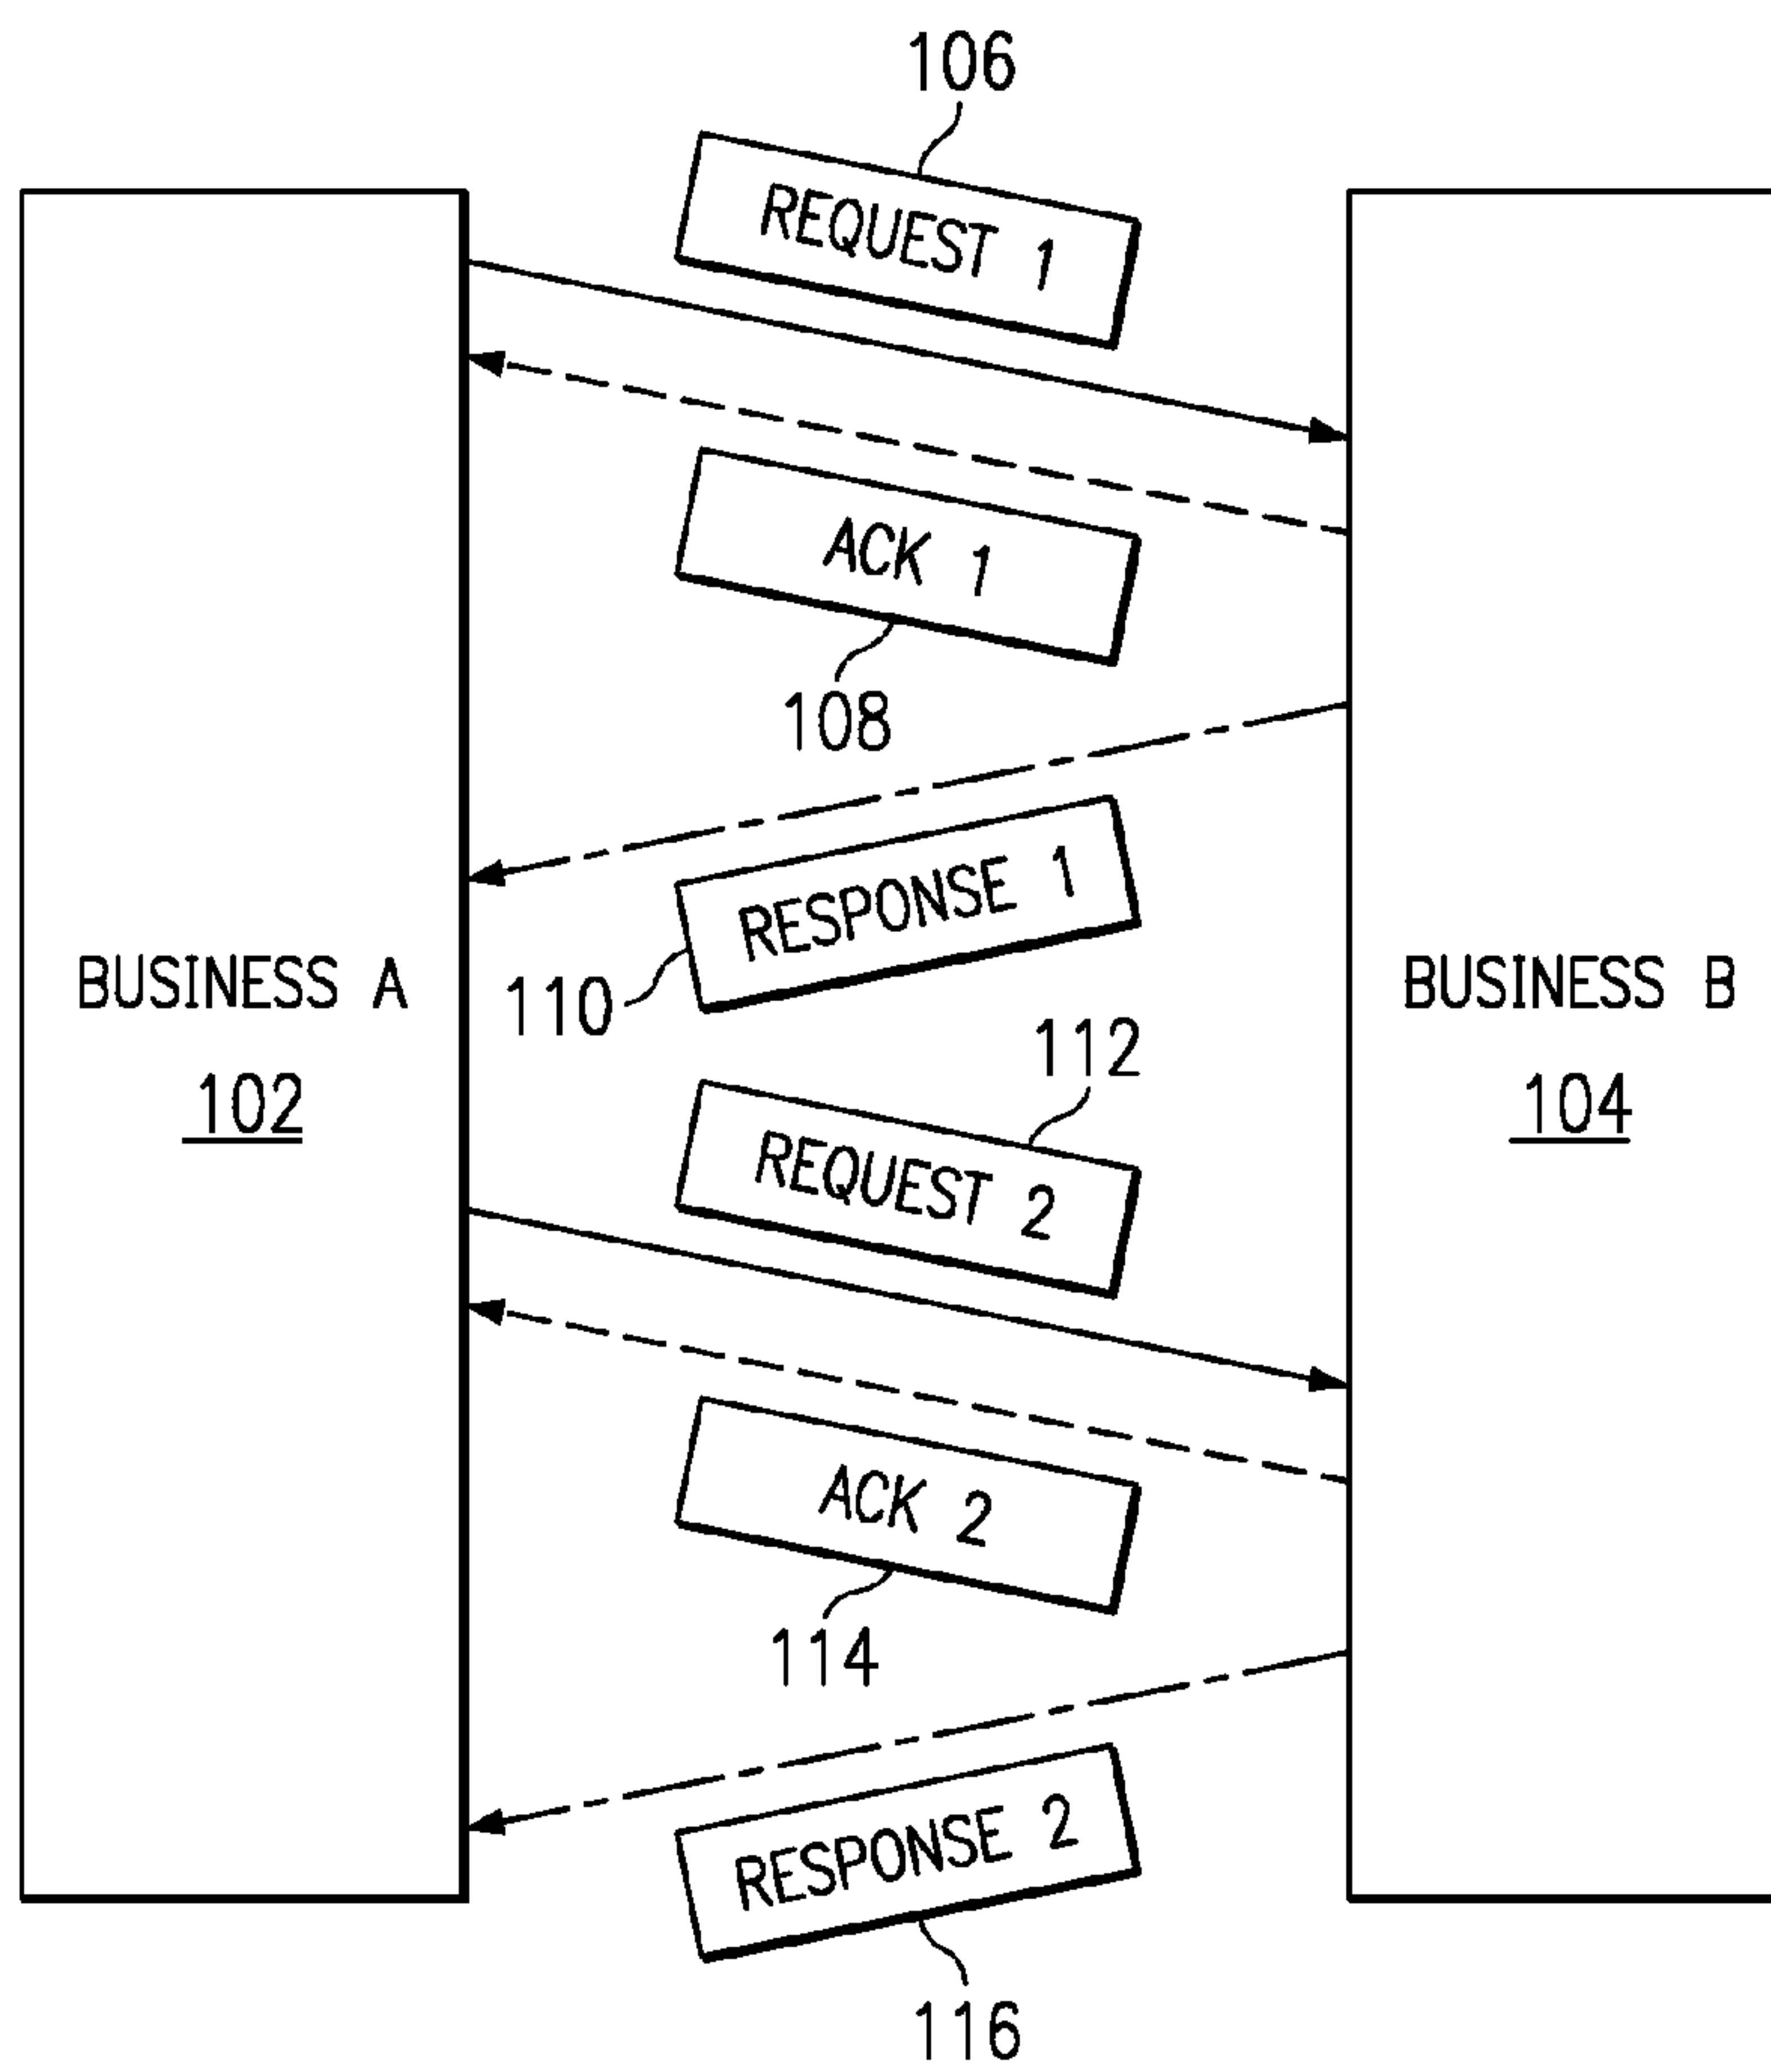 106
REQUEST 1
ACK 1
108
RESPONSE 1
110
BUSINESS A
102
BUSINESS B
104
112
REQUEST 2
ACK 2
114
RESPONSE 2
116